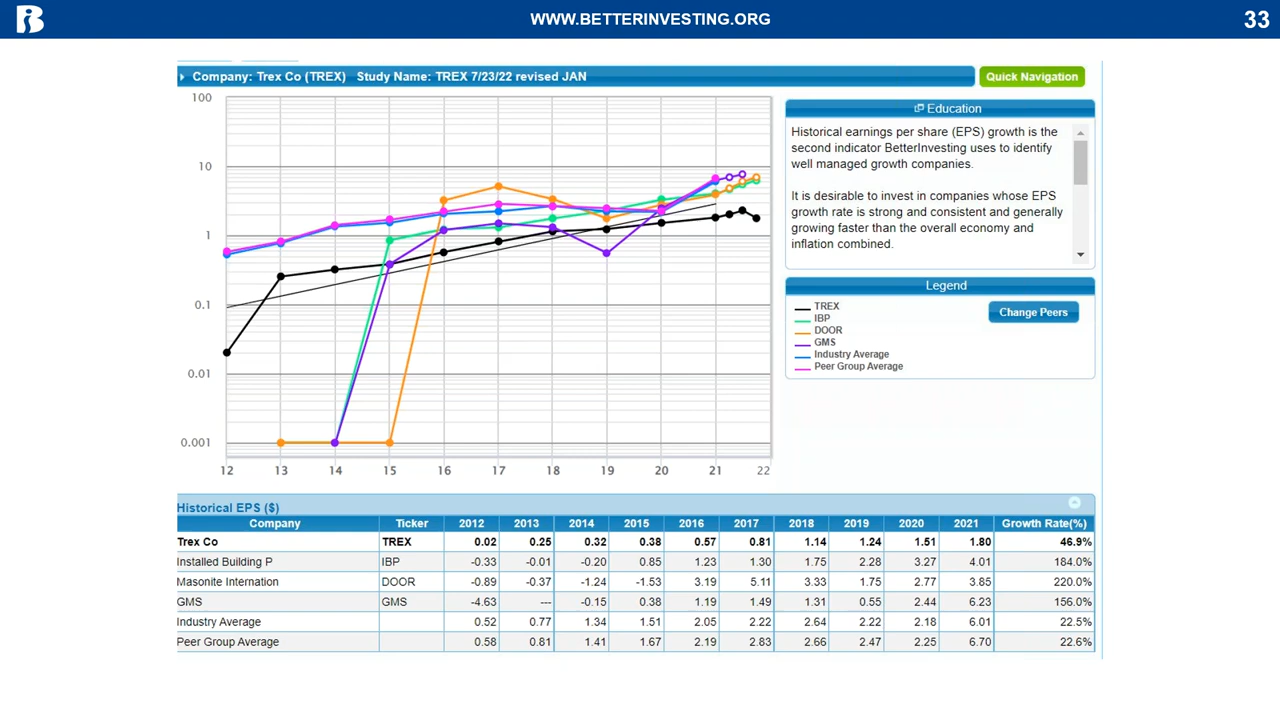 BI WWW.BETTERINVESTING.ORG 33
Company: Trex Co (TREX) Study Name: TREX 7/23/22 revised JAN
Quick Navigation
100
10
1
0.1
0.01
0.001
12 13 14 15 16 17 18 19 20 21 22
Education
Historical earnings per share (EPS) growth is the
second indicator BetterInvesting uses to identify
well managed growth companies.
It is desirable to invest in companies whose EPS
growth rate is strong and consistent and generally
growing faster than the overall economy and
inflation combined.
Legend
TREX
IBP
DOOR
GMS
Industry Average
Peer Group Average
Change Peers
Historical EPS ($)
Company Ticker 2012 2013 2014 2015 2016 2017 2018 2019 2020 2021 Growth Rate(%)
Trex Co TREX 0.02 0.25 0.32 0.38 0.57 0.81 1.14 1.24 1.51 1.80 46.9%
Installed Building P IBP -0.33 -0.01 -0.20 0.85 1.23 1.30 1.75 2.28 3.27 4.01 184.0%
Masonite Internation DOOR -0.89 -0.37 -1.24 -1.53 3.19 5.11 3.33 1.75 2.77 3.85 220.0%
GMS GMS -4.63 --- -0.15 0.38 1.19 1.49 1.31 0.55 2.44 6.23 156.0%
Industry Average 0.52 0.77 1.34 1.51 2.05 2.22 2.64 2.22 2.18 6.01 22.5%
Peer Group Average 0.58 0.81 1.41 1.67 2.19 2.83 2.66 2.47 2.25 6.70 22.6%